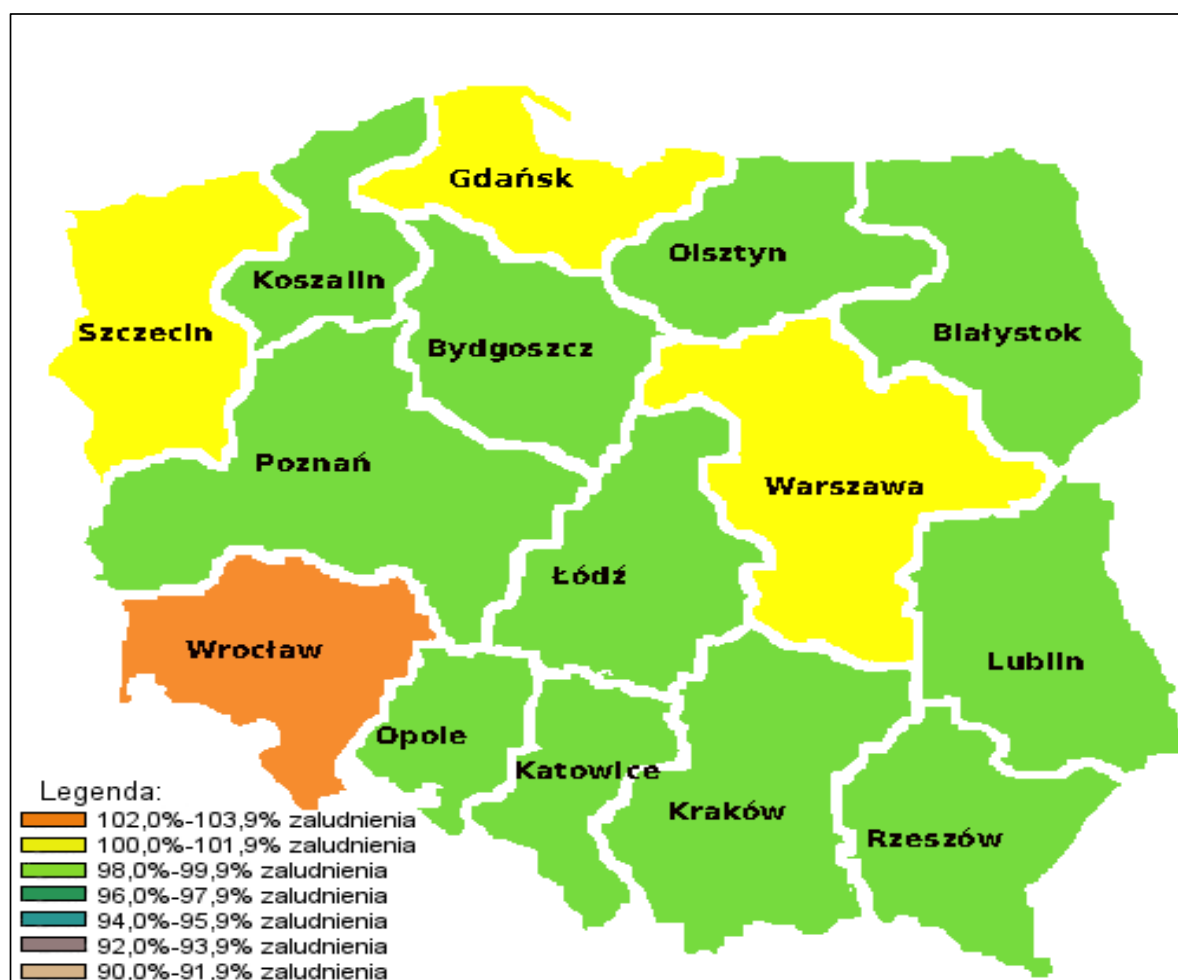 Gdańsk
Olsztyn
Koszalin
Szczecin
Bydgoszcz
Białystok
Poznań
Warszawa
Łódź
Wrocław
Lublin
Opole
Katowice
Kraków
Rzeszów
Legenda:
102,0%-103,9% zaludnienia
100,0%-101,9% zaludnienia
98,0%-99,9% zaludnienia
96,0%-97,9% zaludnienia
94,0%-95,9% zaludnienia
92,0%-93,9% zaludnienia
90,0%-91,9% zaludnienia